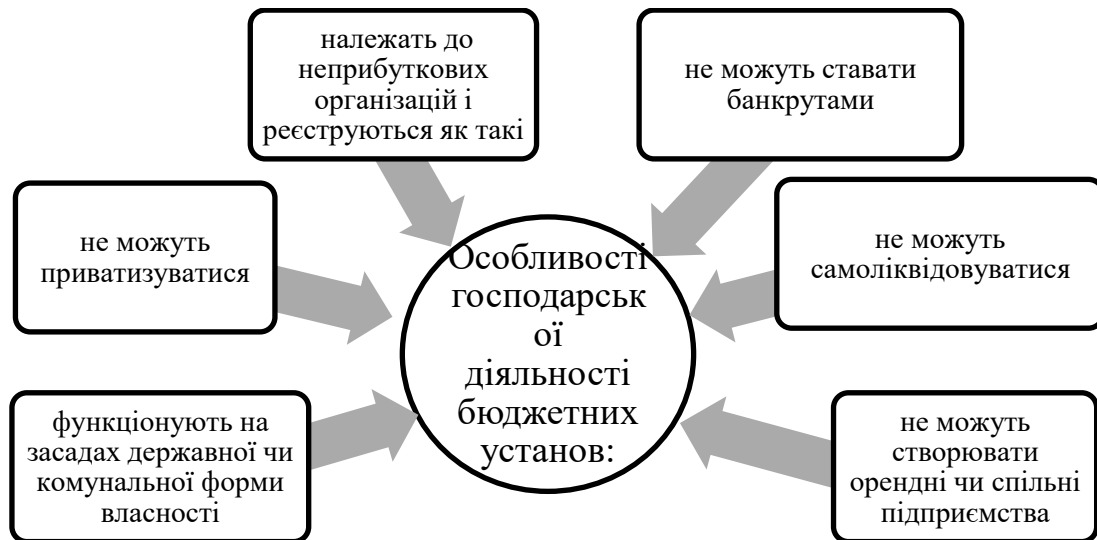 належать до
неприбуткових
організацій і
реєструються як такі
не можуть ставати
банкрутами
не можуть
приватизуватися
не можуть
самоліквідовуватися
Особливості
господарськ
ої
діяльності
бюджетних
установ:
функціонують на
засадах державної чи
комунальної форми
власності
не можуть
створювати
орендні чи спільні
підприємства